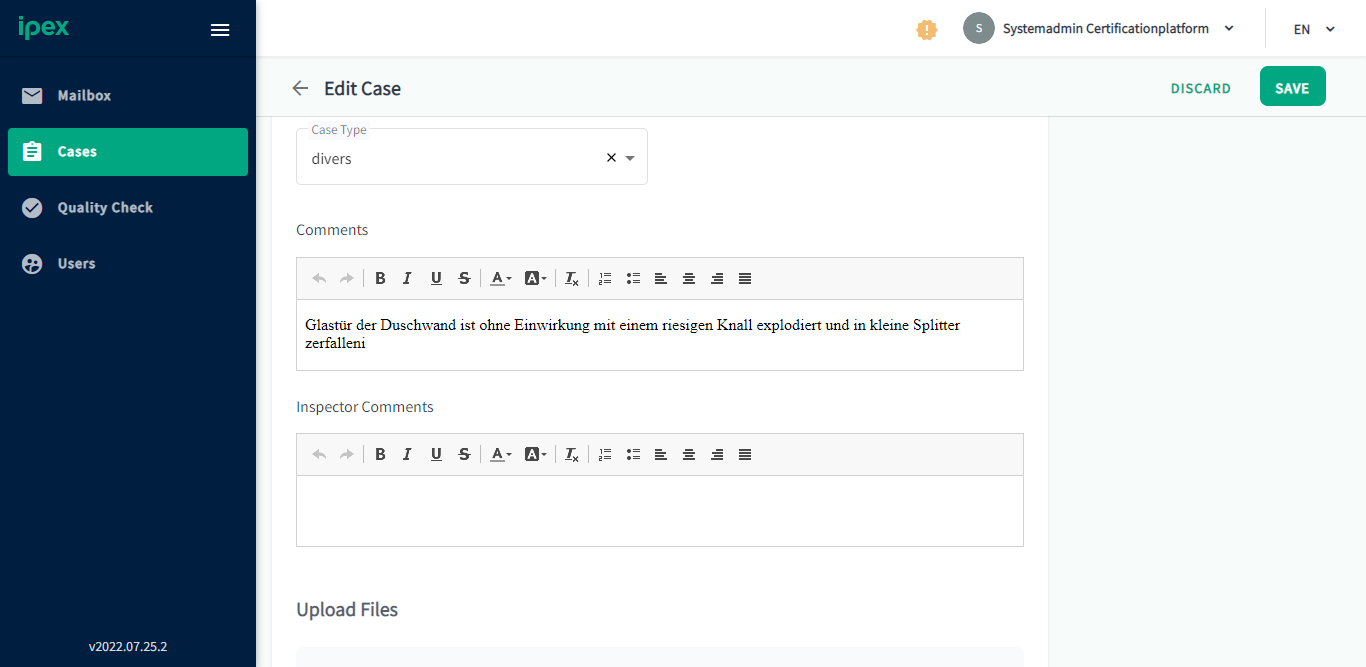 ipex
Systemadmin Certificationplatform
S
EN
Mailbox
Cases
Quality Check
Users
v2022.07.25.2
Edit Case
DISCARD
SAVE
Case Type
divers
Comments
B I U S A A Tx
Glastür der Duschwand ist ohne Einwirkung mit einem riesigen Knall explodiert und in kleine Splitter
zerfalleni
Inspector Comments
B I U S A A Tx
Upload Files